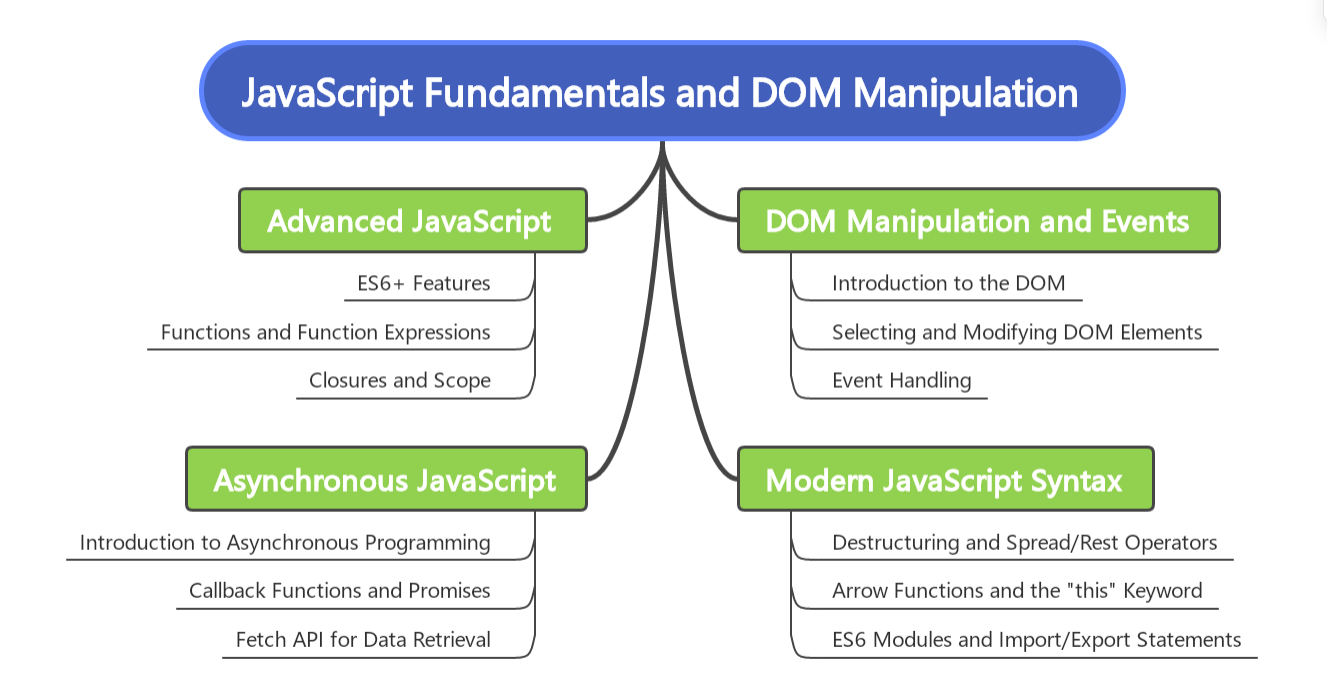 JavaScript Fundamentals and DOM Manipulation
Advanced JavaScript
ES6+ Features
Functions and Function Expressions
Closures and Scope
DOM Manipulation and Events
Introduction to the DOM
Selecting and Modifying DOM Elements
Event Handling
Asynchronous JavaScript
Introduction to Asynchronous Programming
Callback Functions and Promises
Fetch API for Data Retrieval
Modern JavaScript Syntax
Destructuring and Spread/Rest Operators
Arrow Functions and the "this" Keyword
ES6 Modules and Import/Export Statements